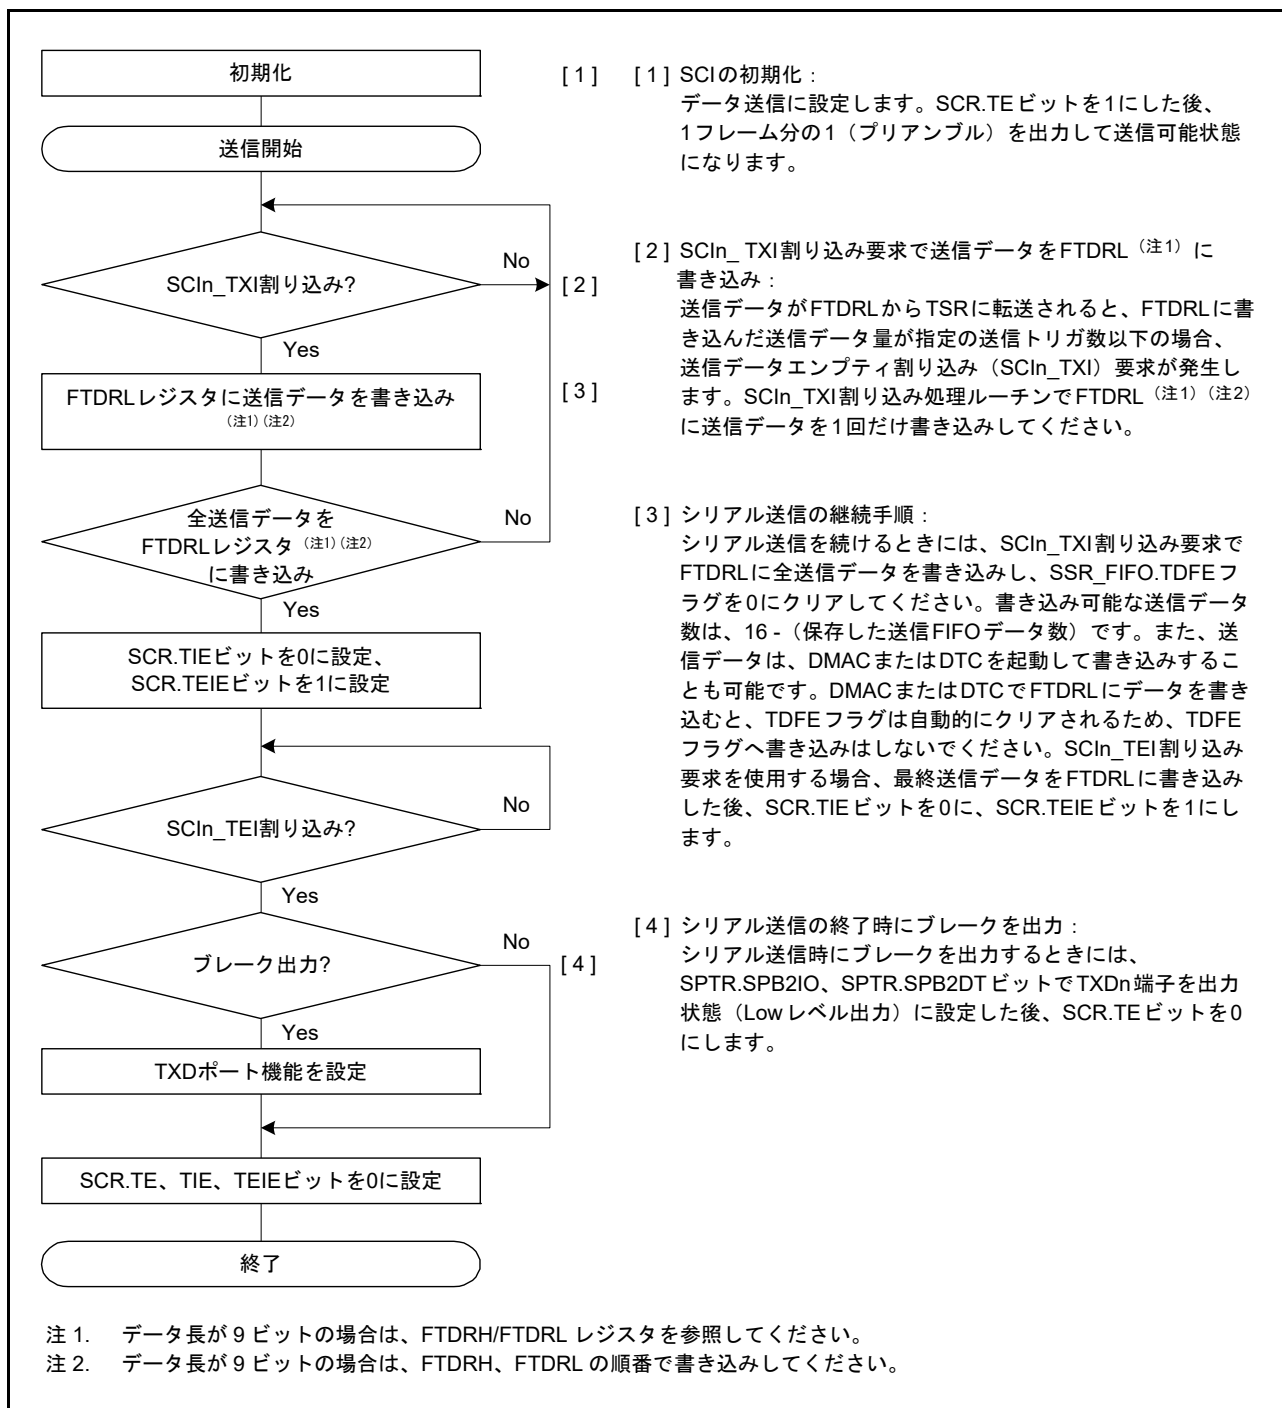 初期化
[ 1 ]
送信開始
SCIn_TXI割り込み?
No
[ 2 ]
Yes
FTDRLレジスタに送信データを書き込み
(注1) (注2)
[ 3 ]
全送信データを
FTDRLレジスタ (注1) (注2)
に書き込み
No
Yes
SCR.TIEビットを0に設定、
SCR.TEIEビットを1に設定
SCIn_TEI割り込み?
No
Yes
ブレーク出力?
No
[ 4 ]
Yes
TXDポート機能を設定
SCR.TE、TIE、TEIEビットを0に設定
終了
[ 1 ] SCIの初期化：
データ送信に設定します。SCR.TEビットを1にした後、
1フレーム分の1（プリアンブル）を出力して送信可能状態
になります。
[ 2 ] SCIn_ TXI割り込み要求で送信データをFTDRL（注1）に
書き込み：
送信データがFTDRLからTSRに転送されると、FTDRLに書
き込んだ送信データ量が指定の送信トリガ数以下の場合、
送信データエンプティ割り込み（SCIn_TXI）要求が発生し
ます。SCIn_TXI割り込み処理ルーチンでFTDRL（注1）（注2）
に送信データを1回だけ書き込みしてください。
[ 3 ] シリアル送信の継続手順：
シリアル送信を続けるときには、SCIn_TXI割り込み要求で
FTDRLに全送信データを書き込みし、SSR_FIFO.TDFEフ
ラグを0にクリアしてください。書き込み可能な送信データ
数は、16 -（保存した送信FIFOデータ数）です。また、送
信データは、DMACまたはDTCを起動して書き込みするこ
とも可能です。DMACまたはDTCでFTDRLにデータを書き
込むと、TDFEフラグは自動的にクリアされるため、TDFE
フラグへ書き込みはしないでください。SCIn_TEI割り込み
要求を使用する場合、最終送信データをFTDRLに書き込み
した後、SCR.TIEビットを0に、SCR.TEIEビットを1にし
ます。
[ 4 ] シリアル送信の終了時にブレークを出力：
シリアル送信時にブレークを出力するときには、
SPTR.SPB2IO、SPTR.SPB2DTビットでTXDn端子を出力
状態（Lowレベル出力）に設定した後、SCR.TEビットを0
にします。
注 1. データ長が 9 ビットの場合は、FTDRH/FTDRL レジスタを参照してください。
注 2. データ長が 9 ビットの場合は、FTDRH、FTDRL の順番で書き込みしてください。